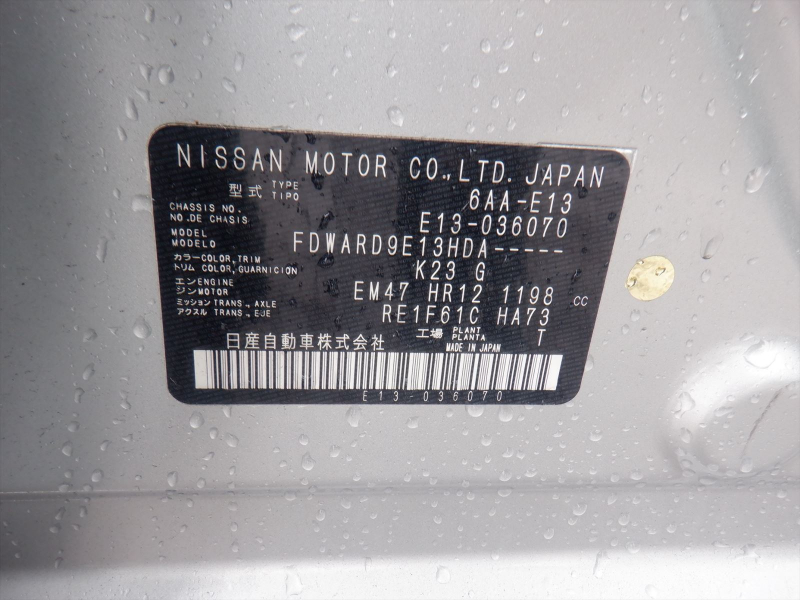 NISSAN MOTOR CO.,LTD. JAPAN
型式 TYPE TIPO 6AA-E13
CHASSIS NO. NO.DE CHASIS E13-036070
MODEL MODELO FDWARD9E13HDA-----
カラー COLOR,TRIM トリム COLOR,GUARNICION K23 G
エンジン ENGINE MOTOR EM47 HR12 1198 cc
ミッション TRANS., AXLE アクスル TRANS., EJE RE1F61C HA73
日産自動車株式会社 工場 PLANT PLANTA T
MADE IN JAPAN
E13-036070